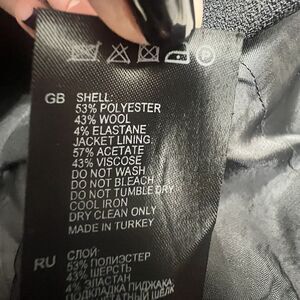 GB SHELL:
53% POLYESTER
43% WOOL
4% ELASTANE
JACKET LINING:
57% ACETATE
43% VISCOSE
DO NOT WASH
DO NOT BLEACH
DO NOT TUMBLE DRY
COOL IRON
DRY CLEAN ONLY
MADE IN TURKEY
RU СЛОЙ:
53% ПОЛИЭСТЕР
43% ШЕРСТЬ
4% ЭЛАСТАН
ПОДКЛАДКА ПИДЖАКА
ШЕЛК